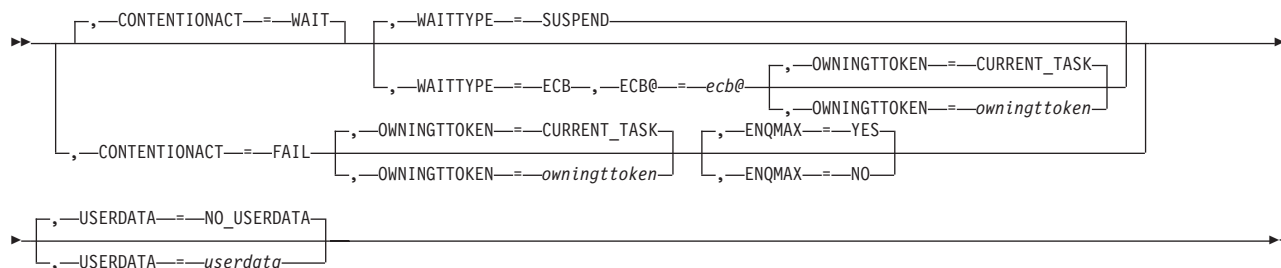 , CONTENTIONACT = WAIT , WAITTYPE = SUSPEND
, WAITTYPE = ECB , ECB@ = ecb@ , OWNINGTTOKEN = CURRENT_TASK
, OWNINGTTOKEN = owningttoken
, CONTENTIONACT = FAIL , OWNINGTTOKEN = CURRENT_TASK , ENQMAX = YES
, OWNINGTTOKEN = owningttoken , ENQMAX = NO
, USERDATA = NO_USERDATA
, USERDATA = userdata